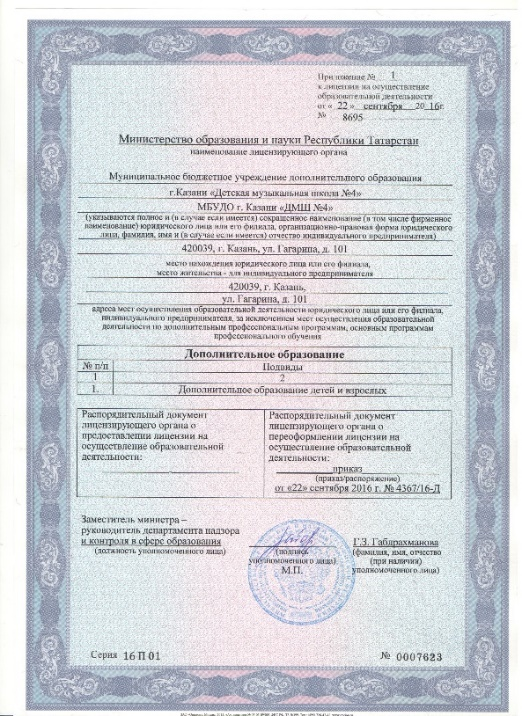 Приложение № 1
к лицензии на осуществление
образовательной деятельности
от « 22 » сентября 2016г.
№ 8695
Министерство образования и науки Республики Татарстан
наименование лицензирующего органа
Муниципальное бюджетное учреждение дополнительного образования
г.Казани «Детская музыкальная школа №4»
МБУДО г. Казани «ДМШ №4»
(указываются полное и (в случае если имеется) сокращенное наименование (в том числе фирменное
наименование) юридического лица или его филиала, организационно-правовая форма юридического
лица, фамилия, имя и (в случае если имеется) отчество индивидуального предпринимателя)
420039, г. Казань, ул. Гагарина, д. 101
место нахождения юридического лица или его филиала,
место жительства - для индивидуального предпринимателя
420039, г. Казань,
ул. Гагарина, д. 101
адреса мест осуществления образовательной деятельности юридического лица или его филиала,
индивидуального предпринимателя, за исключением мест осуществления образовательной
деятельности по дополнительным профессиональным программам, основным программам
профессионального обучения
Дополнительное образование
№ п/п Подвиды
1 2
1. Дополнительное образование детей и взрослых
Распорядительный документ
лицензирующего органа о
предоставлении лицензии на
осуществление образовательной
деятельности:
Распорядительный документ
лицензирующего органа о
переоформлении лицензии на
осуществление образовательной
деятельности:
приказ
(приказ/распоряжение)
от «22» сентября 2016 г. № 4367/16-Д
Заместитель министра –
руководитель департамента надзора
и контроля в сфере образования
(должность уполномоченного лица)
(подпись
уполномоченного лица)
М.П.
Г.З. Габдрахманова
(фамилия, имя, отчество
(при наличии)
уполномоченного лица)
Серия 16 П 01 № 0007623